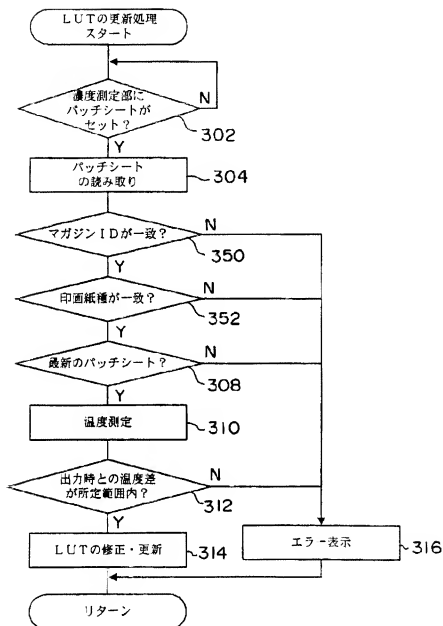 LUTの更新処理
スタート
濃度測定部に
パッチシートが
セット?
N
302
Y
パッチシート
の読み取り
304
マガジンIDが一致?
N
350
Y
印画紙種が一致?
N
352
Y
最新のパッチシート?
N
308
Y
温度測定
310
出力時との温度差
が所定範囲内?
N
312
Y
LUTの修正・更新
314
エラー表示
316
リターン